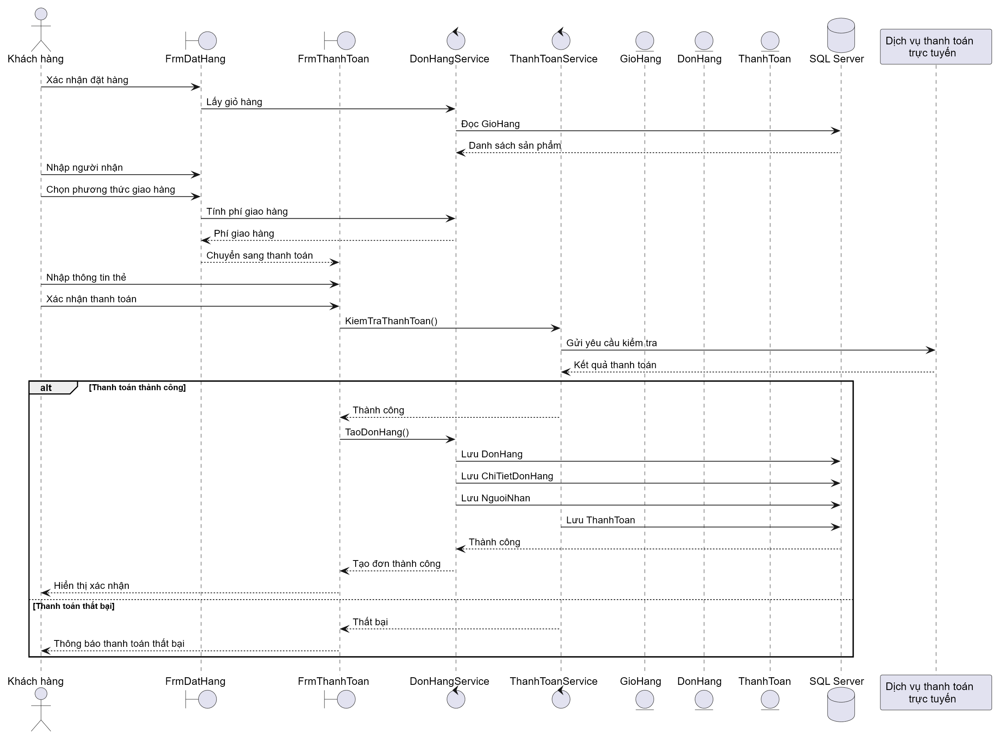 Khách hàng
FrmDatHang
FrmThanhToan
DonHangService
ThanhToanService
GioHang
DonHang
ThanhToan
SQL Server
Dịch vụ thanh toán
trực tuyến
Xác nhận đặt hàng
Lấy giỏ hàng
Đọc GioHang
Danh sách sản phẩm
Nhập người nhận
Chọn phương thức giao hàng
Tính phí giao hàng
Phí giao hàng
Chuyển sang thanh toán
Nhập thông tin thẻ
Xác nhận thanh toán
KiemTraThanhToan()
Gửi yêu cầu kiểm tra
Kết quả thanh toán
alt [Thanh toán thành công]
Thành công
TaoDonHang()
Lưu DonHang
Lưu ChiTietDonHang
Lưu NguoiNhan
Lưu ThanhToan
Thành công
Tạo đơn thành công
Hiển thị xác nhận
[Thanh toán thất bại]
Thất bại
Thông báo thanh toán thất bại
Khách hàng
FrmDatHang
FrmThanhToan
DonHangService
ThanhToanService
GioHang
DonHang
ThanhToan
SQL Server
Dịch vụ thanh toán
trực tuyến